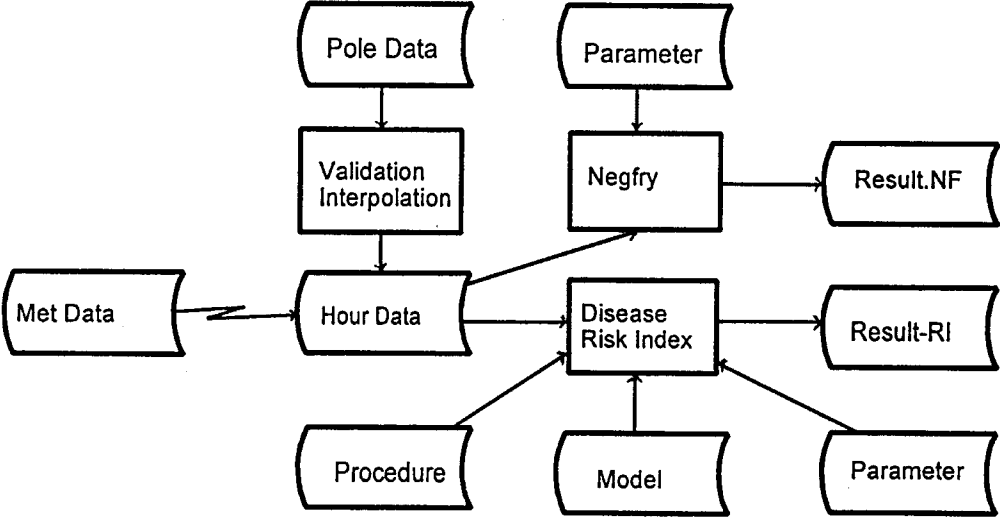 Pole Data
Parameter
Validation
Interpolation
Negfry
Result.NF
Met Data
Hour Data
Disease
Risk Index
Result-RI
Procedure
Model
Parameter